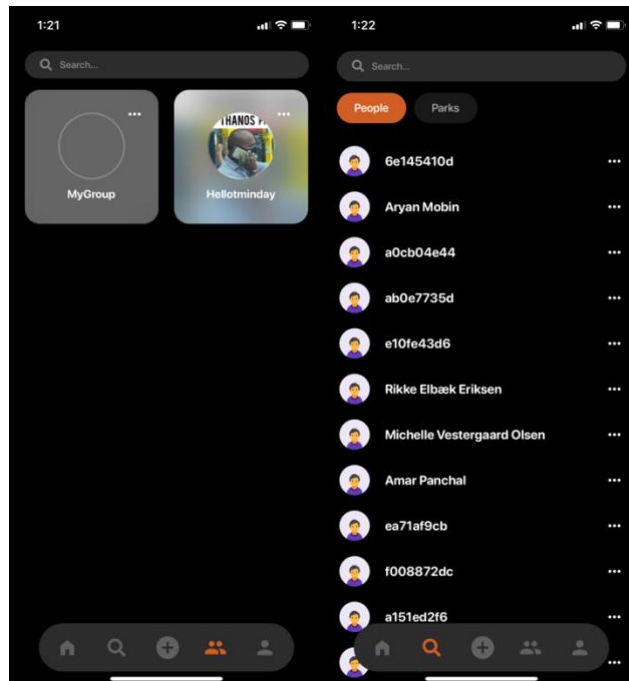 1:21
Search...
THANOS
MyGroup
Hellotminday
1:22
Search...
People
Parks
6e145410d
Aryan Mobin
a0cb04e44
ab0e7735d
e10fe43d6
Rikke Elbæk Eriksen
Michelle Vestergaard Olsen
Amar Panchal
ea71af9cb
f008872dc
a151ed2f6